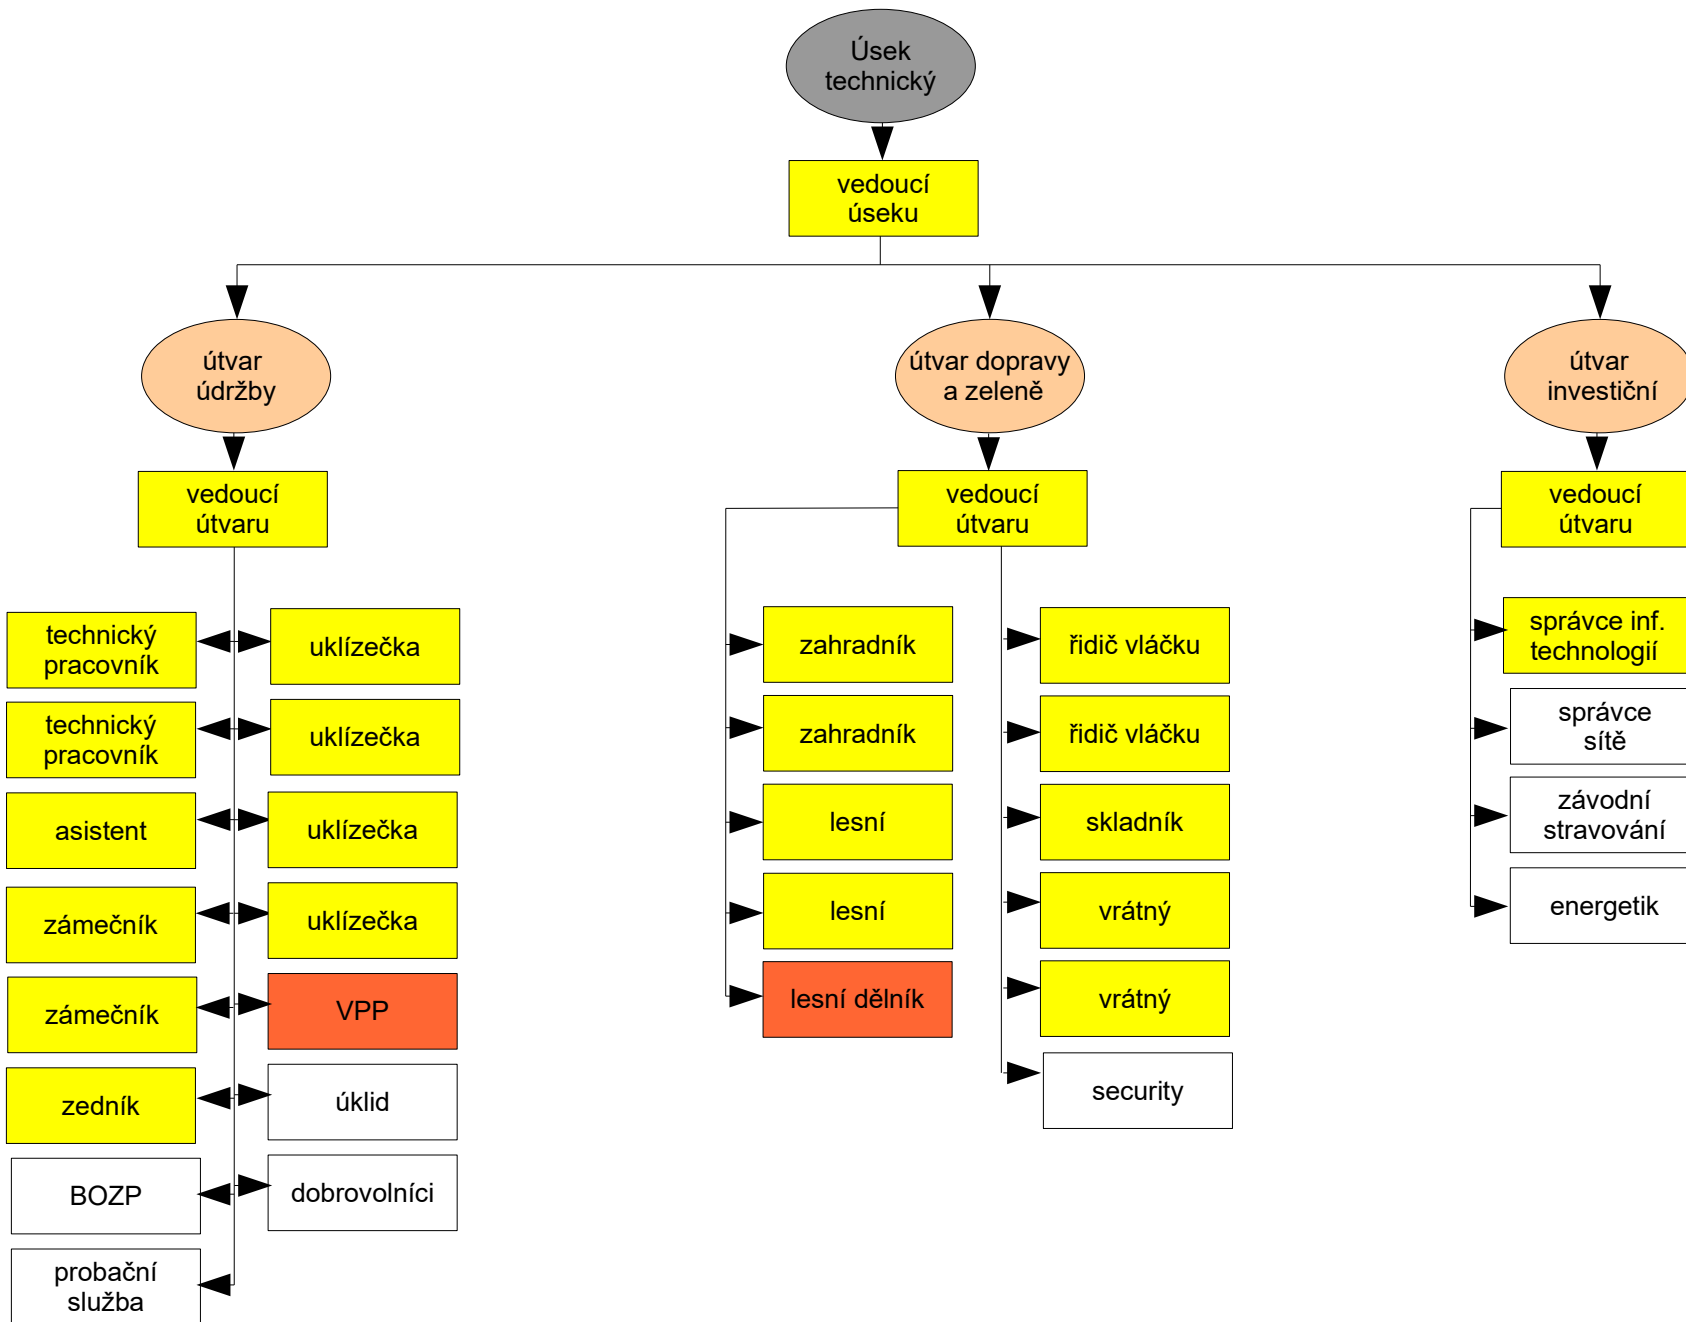 Úsek
technický
vedoucí
úseku
útvar
údržby
útvar dopravy
a zeleně
útvar
investiční
vedoucí
útvaru
vedoucí
útvaru
vedoucí
útvaru
technický
pracovník
uklízečka
technický
pracovník
uklízečka
asistent
uklízečka
zámečník
uklízečka
zámečník
VPP
zedník
úklid
BOZP
dobrovolníci
probační
služba
zahradník
řidič vláčku
zahradník
řidič vláčku
lesní
skladník
lesní
vrátný
lesní dělník
vrátný
security
správce inf.
technologií
správce
sítě
závodní
stravování
energetik